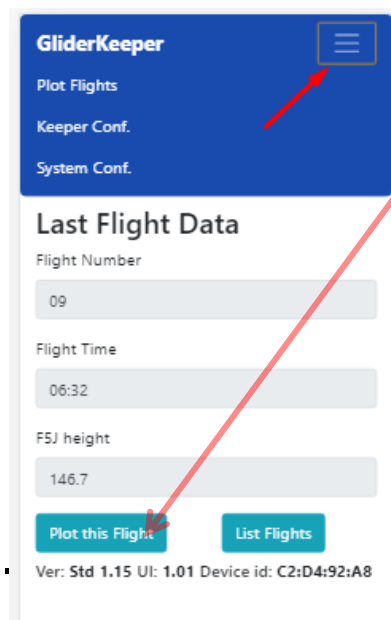 GliderKeeper
Plot Flights
Keeper Conf.
System Conf.
Last Flight Data
Flight Number
09
Flight Time
06:32
F5J height
146.7
Plot this Flight List Flights
Ver: Std 1.15 UI: 1.01 Device id: C2:D4:92:A8